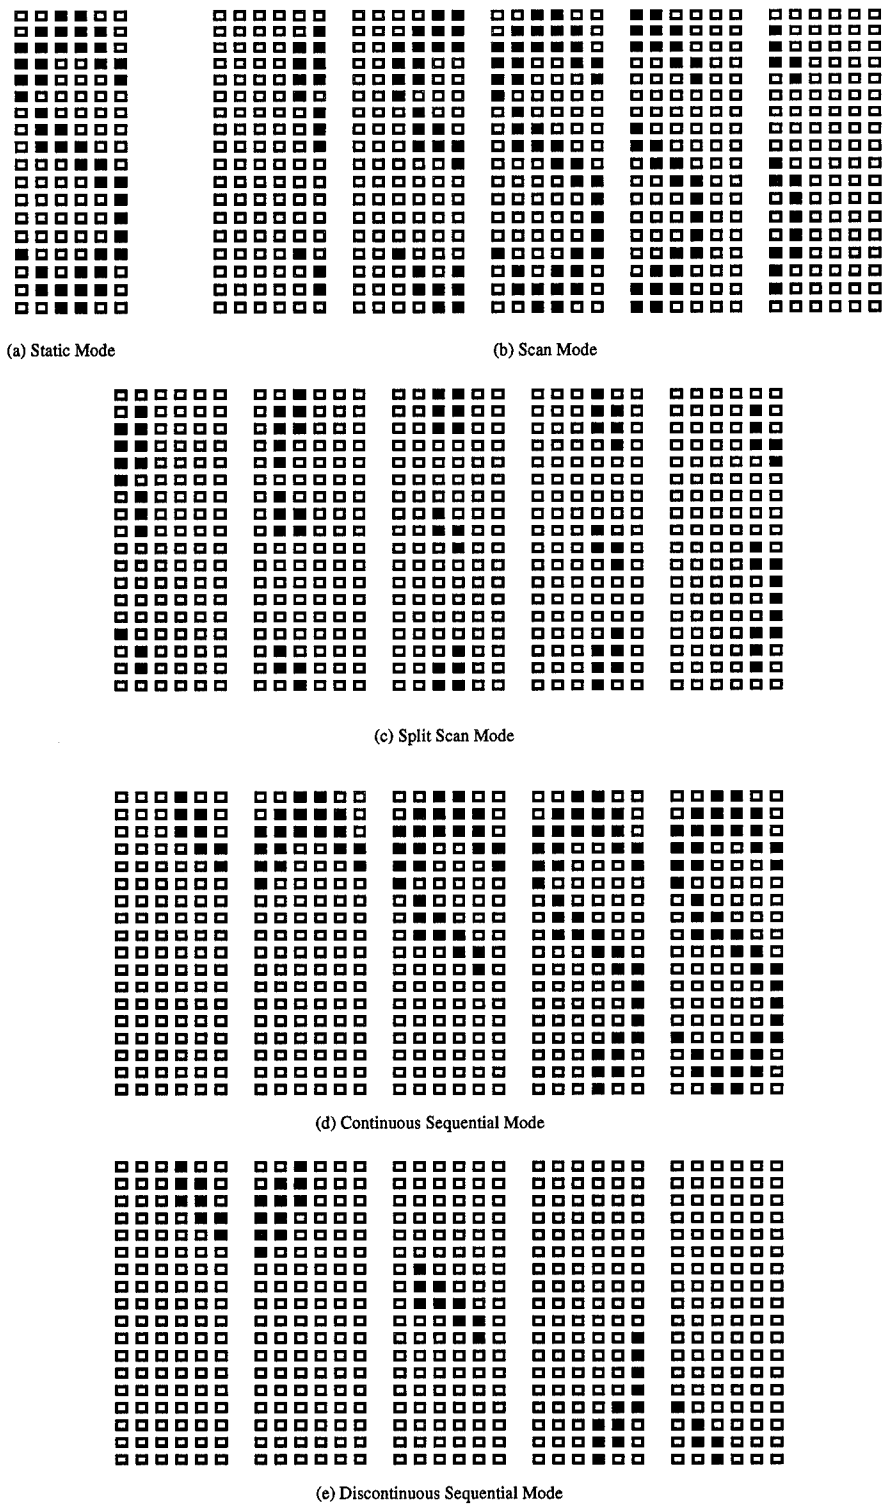 (a) Static Mode
(b) Scan Mode
(c) Split Scan Mode
(d) Continuous Sequential Mode
(e) Discontinuous Sequential Mode